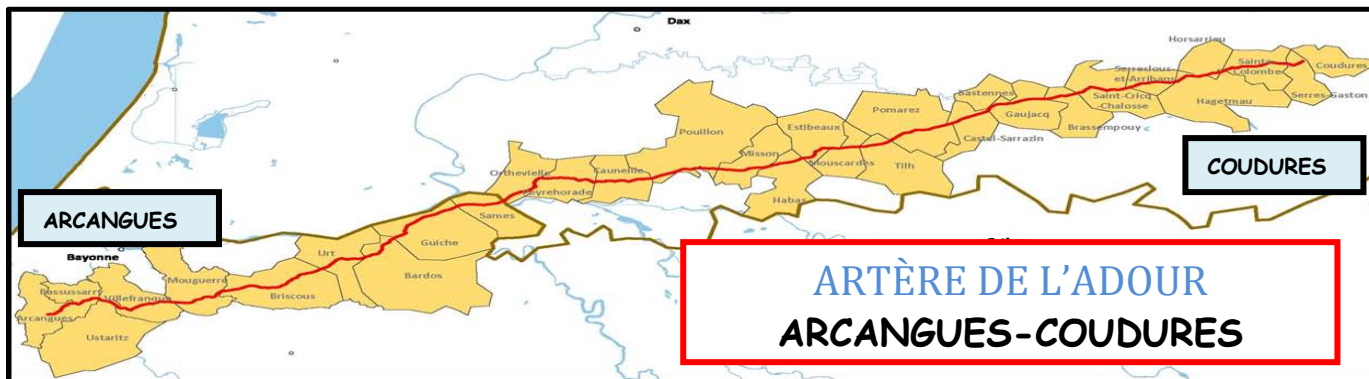 Dax
Horsarrieu
Sainte
Colombe
Coudures
Serreslous-
et-Arribans
Serres-Gaston
Bastennes
Saint-Cricq
-Chalosse
Hagetmau
Pomarez
Gaujacq
Brassempouy
Pouillon
Estibeaux
Castel-Sarrazin
Misson
Mouscardès
Tilh
COUDURES
Orthevielle
Cauneille
Peyrehorade
Habas
ARCANGUES
Sames
Guiche
Urt
Bayonne
Bardos
Mouguerre
Briscous
Bassussarry
Villefranque
Arcangues
Ustaritz
ARTÈRE DE L’ADOUR
ARCANGUES-COUDURES